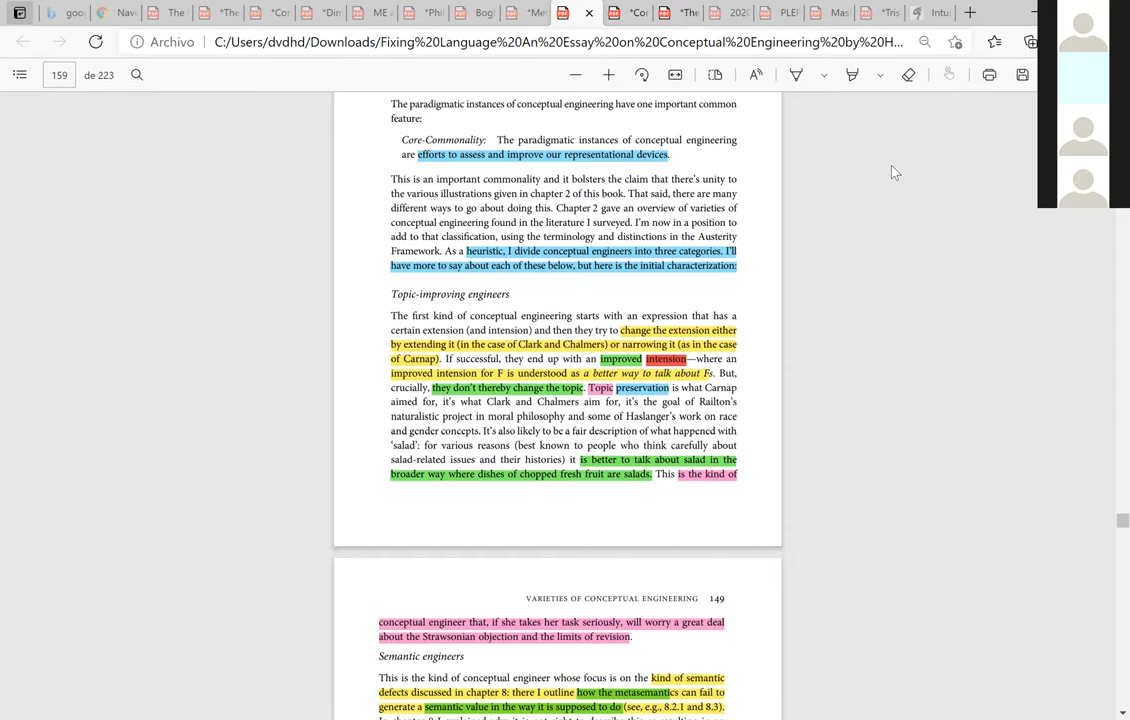 goo
Nave
The
*The
*Cor
*Dir
ME a
*Phil
Bogl
*Met
*Cor
*The
202(
PLEF
Mas
*Tris
Intu
Archivo
C:/Users/dvdhd/Downloads/Fixing%20Language%20An%20Essay%20on%20Conceptual%20Engineering%20by%20H...
159
de 223
The paradigmatic instances of conceptual engineering have one important common
feature:
Core-Commonality: The paradigmatic instances of conceptual engineering
are efforts to assess and improve our representational devices.
This is an important commonality and it bolsters the claim that there's unity to
the various illustrations given in chapter 2 of this book. That said, there are many
different ways to go about doing this. Chapter 2 gave an overview of varieties of
conceptual engineering found in the literature I surveyed. I'm now in a position to
add to that classification, using the terminology and distinctions in the Austerity
Framework. As a heuristic, I divide conceptual engineers into three categories. I'll
have more to say about each of these below, but here is the initial characterization:
Topic-improving engineers
The first kind of conceptual engineering starts with an expression that has a
certain extension (and intension) and then they try to change the extension either
by extending it (in the case of Clark and Chalmers) or narrowing it (as in the case
of Carnap). If successful, they end up with an improved intension—where an
improved intension for F is understood as a better way to talk about Fs. But,
crucially, they don't thereby change the topic. Topic preservation is what Carnap
aimed for, it's what Clark and Chalmers aim for, it's the goal of Railton's
naturalistic project in moral philosophy and some of Haslanger's work on race
and gender concepts. It's also likely to be a fair description of what happened with
'salad': for various reasons (best known to people who think carefully about
salad-related issues and their histories) it is better to talk about salad in the
broader way where dishes of chopped fresh fruit are salads. This is the kind of
VARIETIES OF CONCEPTUAL ENGINEERING 149
conceptual engineer that, if she takes her task seriously, will worry a great deal
about the Strawsonian objection and the limits of revision.
Semantic engineers
This is the kind of conceptual engineer whose focus is on the kind of semantic
defects discussed in chapter 8: there I outline how the metasemantics can fail to
generate a semantic value in the way it is supposed to do (see, e.g., 8.2.1 and 8.3).